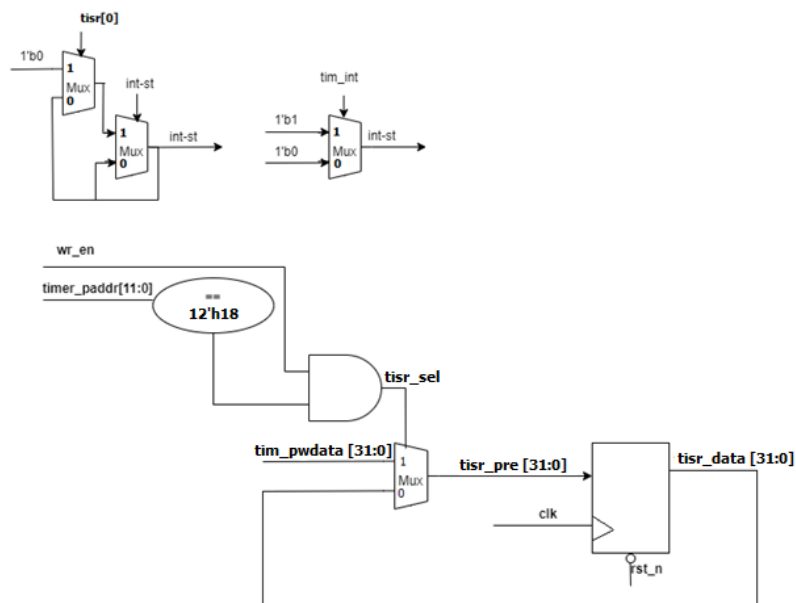 tisr[0]
1'b0
1
Mux
0
int-st
1
Mux
0
int-st
tim_int
1'b1
1'b0
1
Mux
0
int-st
wr_en
timer_paddr[11:0]
==
12'h18
tisr_sel
tim_pwdata [31:0]
1
Mux
0
tisr_pre [31:0]
tisr_data [31:0]
clk
rst_n